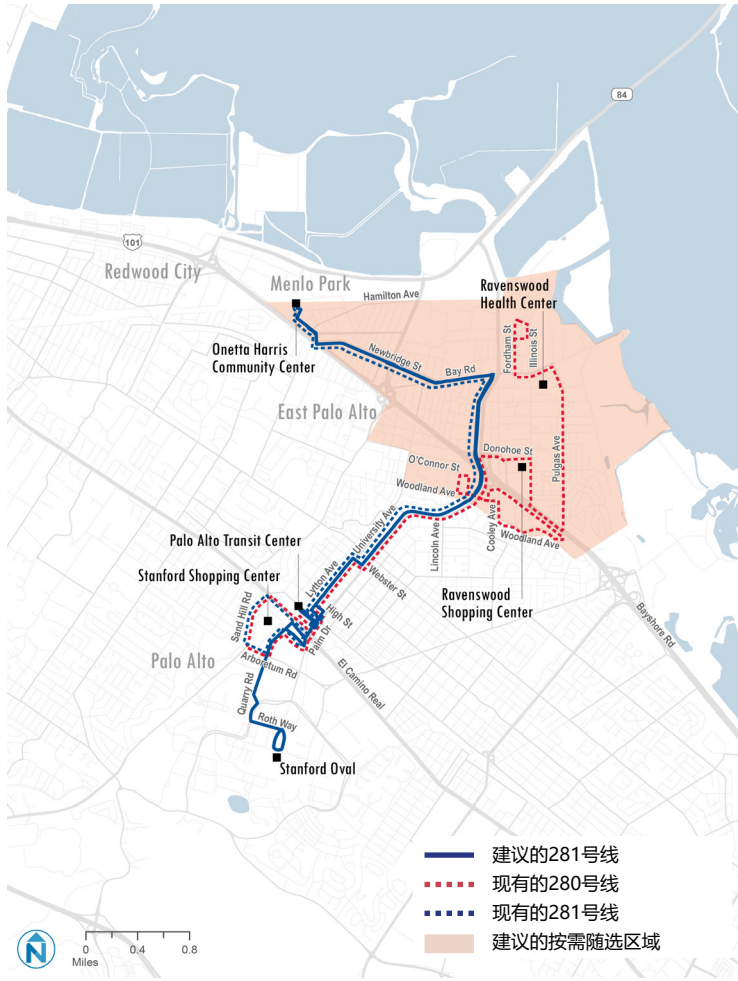 84
101
Redwood City
Menlo Park
Hamilton Ave
Ravenswood
Health Center
Onetta Harris
Community Center
Newbridge St
Bay Rd
Fordham St
Illinois St
East Palo Alto
Donohoe St
O'Connor St
Woodland Ave
Pulgas Ave
Palo Alto Transit Center
University Ave
Lincoln Ave
Cooley Ave
Woodland Ave
Stanford Shopping Center
Lytton Ave
Webster St
Ravenswood
Shopping Center
Sand Hill Rd
High St
Palm Dr
Bayshore Rd
Palo Alto
Arboretum Rd
El Camino Real
Quarry Rd
Roth Way
Stanford Oval
建议的281号线
现有的280号线
现有的281号线
建议的按需随选区域
N
0
0.4
0.8
Miles